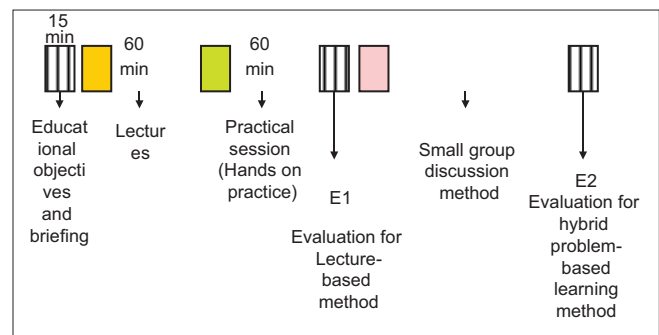 15
min
60
min
60
min
Educat
ional
objecti
ves
and
briefing
Lectur
es
Practical
session
(Hands on
practice)
E1
Evaluation for
Lecture-
based
method
Small group
discussion
method
E2
Evaluation for
hybrid
problem-
based
learning
method